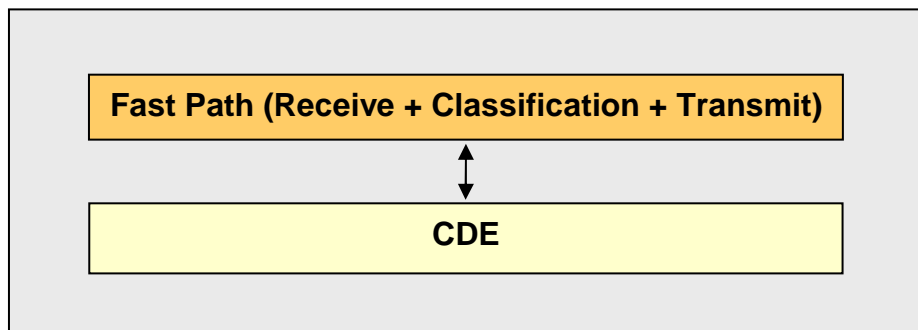 Fast Path (Receive + Classification + Transmit)
CDE